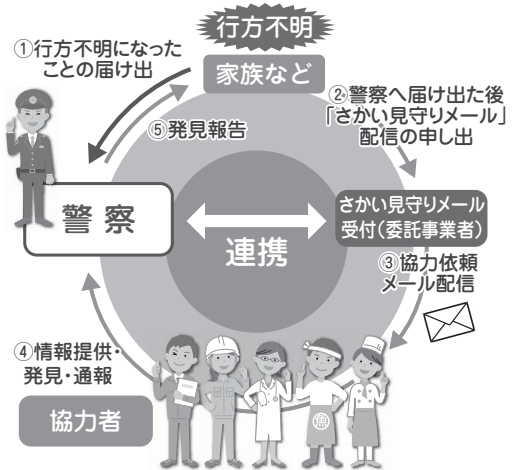 行方不明
①行方不明になった
ことの届け出
家族など
②警察へ届け出た後
「さかい見守りメール」
配信の申し出
⑤発見報告
警察
連携
さかい見守りメール
受付(委託事業者)
③協力依頼
メール配信
④情報提供・
発見・通報
協力者
魚